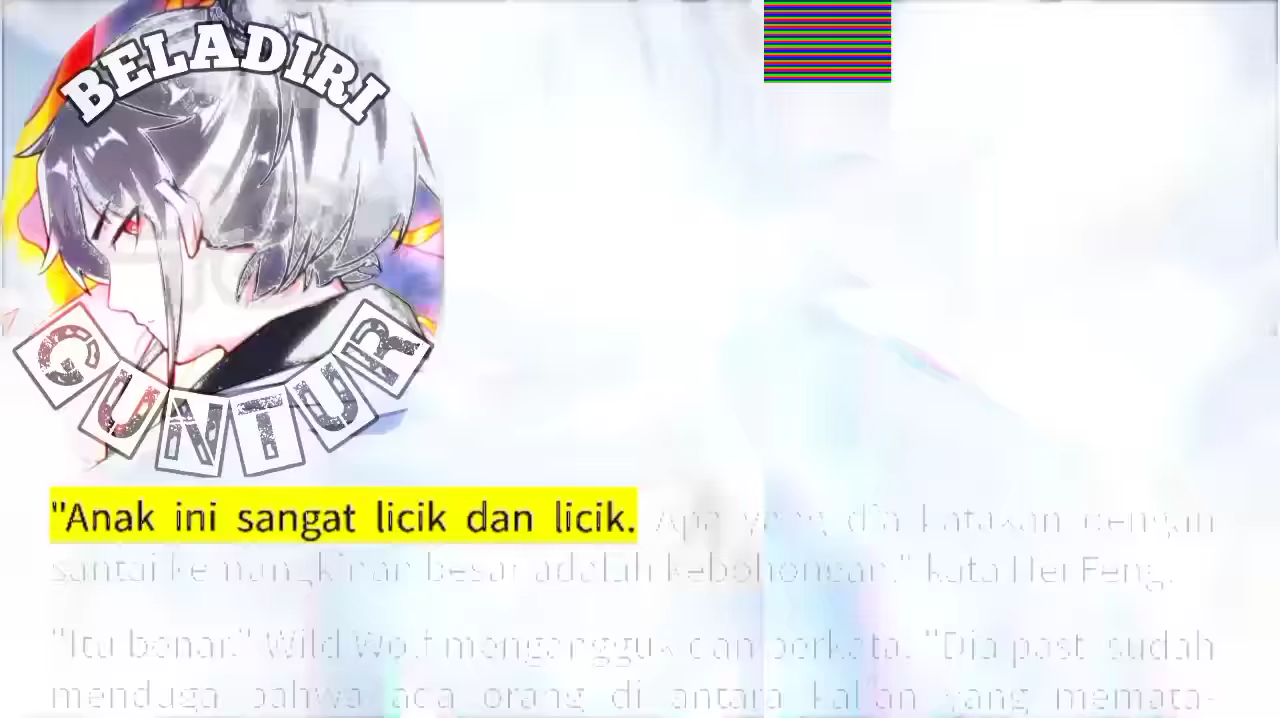 BELADIRI
GUNTUR
"Anak ini sangat licik dan licik. Apa yang dia katakan dengan
santai kemungkinan besar adalah kebohongan." kata Hei Feng.
"Itu benar." Wild Wolf mengangguk dan berkata. "Dia pasti sudah
menduga bahwa ada orang di antara kalian yang memata-